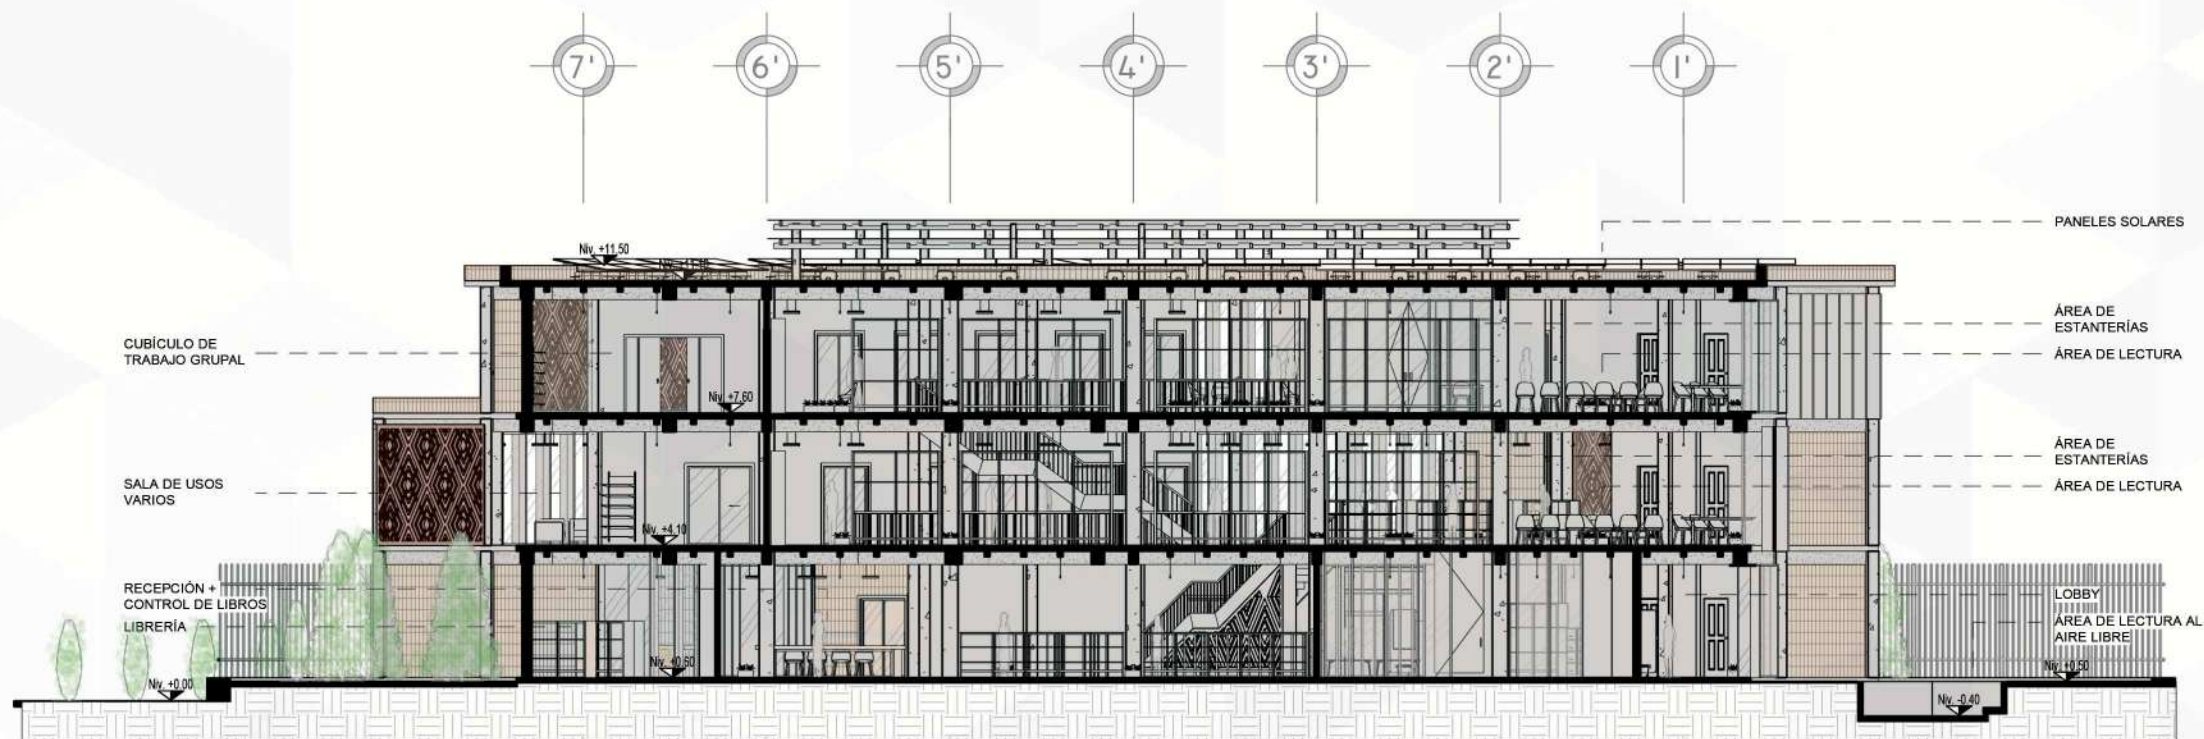 7'
6'
5'
4'
3'
2'
1'
PANELES SOLARES
Niv. +11.50
ÁREA DE
ESTANTERÍAS
CUBÍCULO DE
TRABAJO GRUPAL
ÁREA DE LECTURA
Niv. +7.60
ÁREA DE
ESTANTERÍAS
SALA DE USOS
VARIOS
ÁREA DE LECTURA
Niv. +4.10
RECEPCIÓN +
CONTROL DE LIBROS
LIBRERÍA
LOBBY
ÁREA DE LECTURA AL
AIRE LIBRE
Niv. +0.60
Niv. +0.50
Niv. +0.00
Niv. -0.40